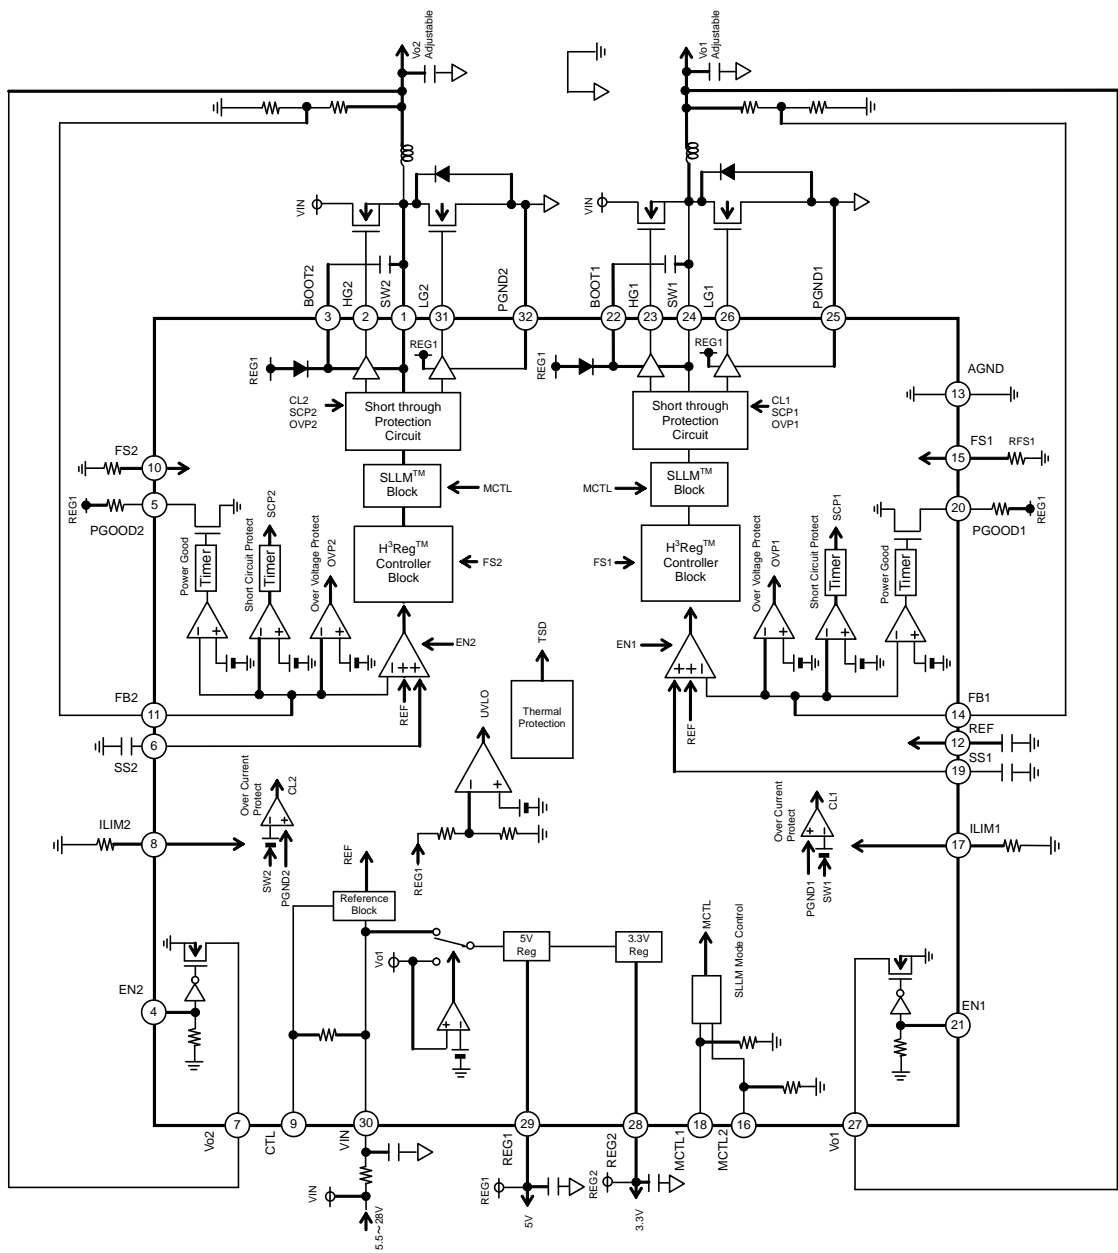 Vo2
Adjustable
Vo1
Adjustable
VIN
VIN
BOOT2
HG2
SW2
LG2
PGND2
BOOT1
HG1
SW1
LG1
PGND1
3
2
1
31
32
22
23
24
26
25
REG1
REG1
REG1
REG1
AGND
13
CL2
SCP2
OVP2
Short through
Protection
Circuit
Short through
Protection
Circuit
CL1
SCP1
OVP1
FS2
10
FS1
15
RFS1
SLLM™
Block
MCTL
MCTL
SLLM™
Block
REG1
5
PGOOD2
20
PGOOD1
REG1
H³Reg™
Controller
Block
FS2
FS1
H³Reg™
Controller
Block
Power Good
Timer
Short Circuit Protect
Timer
SCP2
Over Voltage Protect
OVP2
Over Voltage Protect
OVP1
Short Circuit Protect
Timer
SCP1
Power Good
Timer
EN2
EN1
REF
REF
TSD
Thermal
Protection
UVLO
REG1
FB2
11
FB1
14
REF
12
SS2
6
SS1
19
Over Current
Protect
CL2
SW2
PGND2
Over Current
Protect
CL1
PGND1
SW1
ILIM2
8
ILIM1
17
REF
Reference
Block
Vo1
5V
Reg
3.3V
Reg
MCTL
SLLM Mode Control
EN2
4
EN1
21
7
9
30
29
28
18
16
27
Vo2
CTL
VIN
REG1
REG2
MCTL1
MCTL2
Vo1
VIN
5.5~28V
REG1
5V
REG2
3.3V